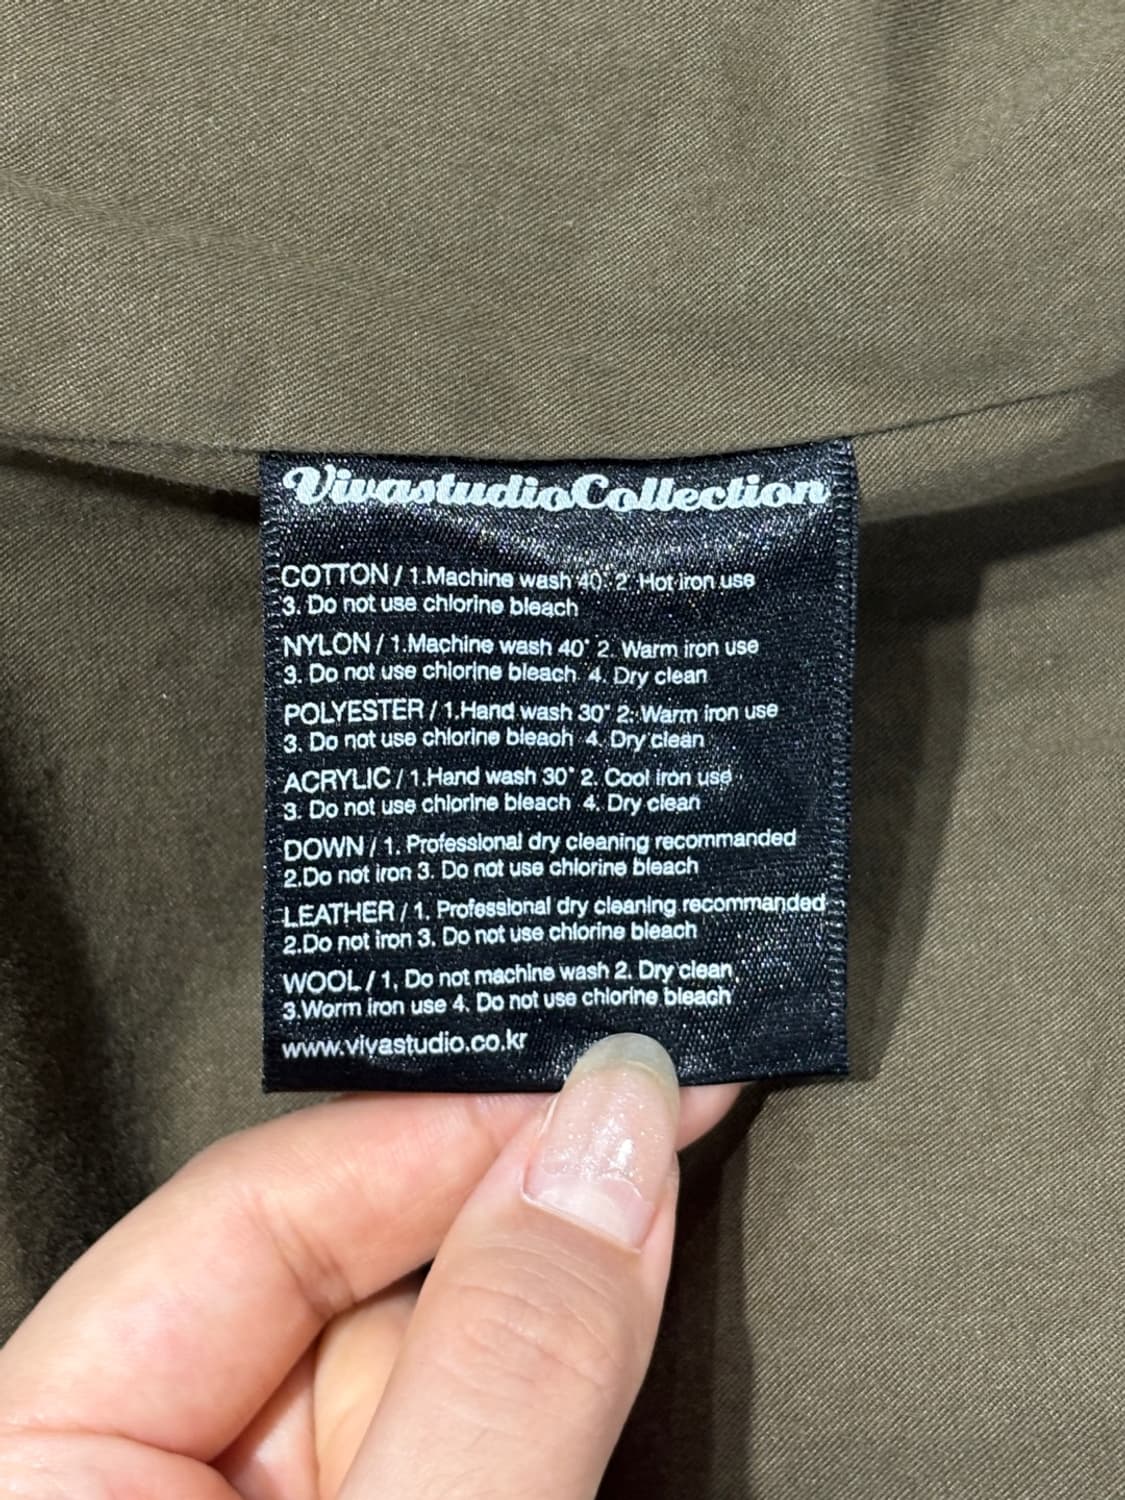 VivastudioCollection
COTTON / 1.Machine wash 40° 2. Hot iron use
3. Do not use chlorine bleach
NYLON / 1.Machine wash 40° 2. Warm iron use
3. Do not use chlorine bleach 4. Dry clean
POLYESTER / 1.Hand wash 30° 2. Warm iron use
3. Do not use chlorine bleach 4. Dry clean
ACRYLIC / 1.Hand wash 30° 2. Cool iron use
3. Do not use chlorine bleach 4. Dry clean
DOWN / 1. Professional dry cleaning recommanded
2.Do not iron 3. Do not use chlorine bleach
LEATHER / 1. Professional dry cleaning recommanded
2.Do not iron 3. Do not use chlorine bleach
WOOL / 1. Do not machine wash 2. Dry clean
3.Worm iron use 4. Do not use chlorine bleach
www.vivastudio.co.kr